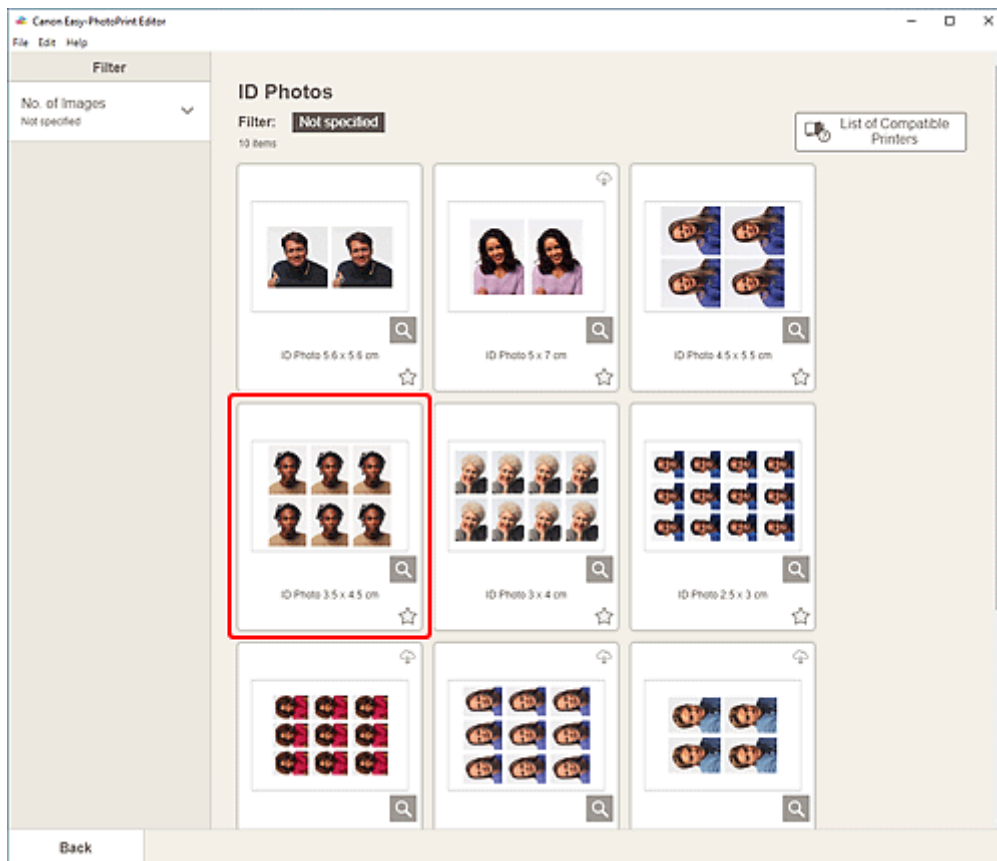 Canon Easy-PhotoPrint Editor
File Edit Help
Filter
No. of Images
Not specified
ID Photos
Filter: Not specified
10 items
List of Compatible
Printers
ID Photo 5.6 x 5.6 cm
ID Photo 5 x 7 cm
ID Photo 4.5 x 5.5 cm
ID Photo 3.5 x 4.5 cm
ID Photo 3 x 4 cm
ID Photo 2.5 x 3 cm
Back